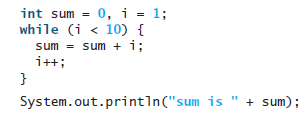 int sum = 0, i = 1;
while (i < 10) {
  sum = sum + i;
  i++;
}
System.out.println("sum is " + sum);